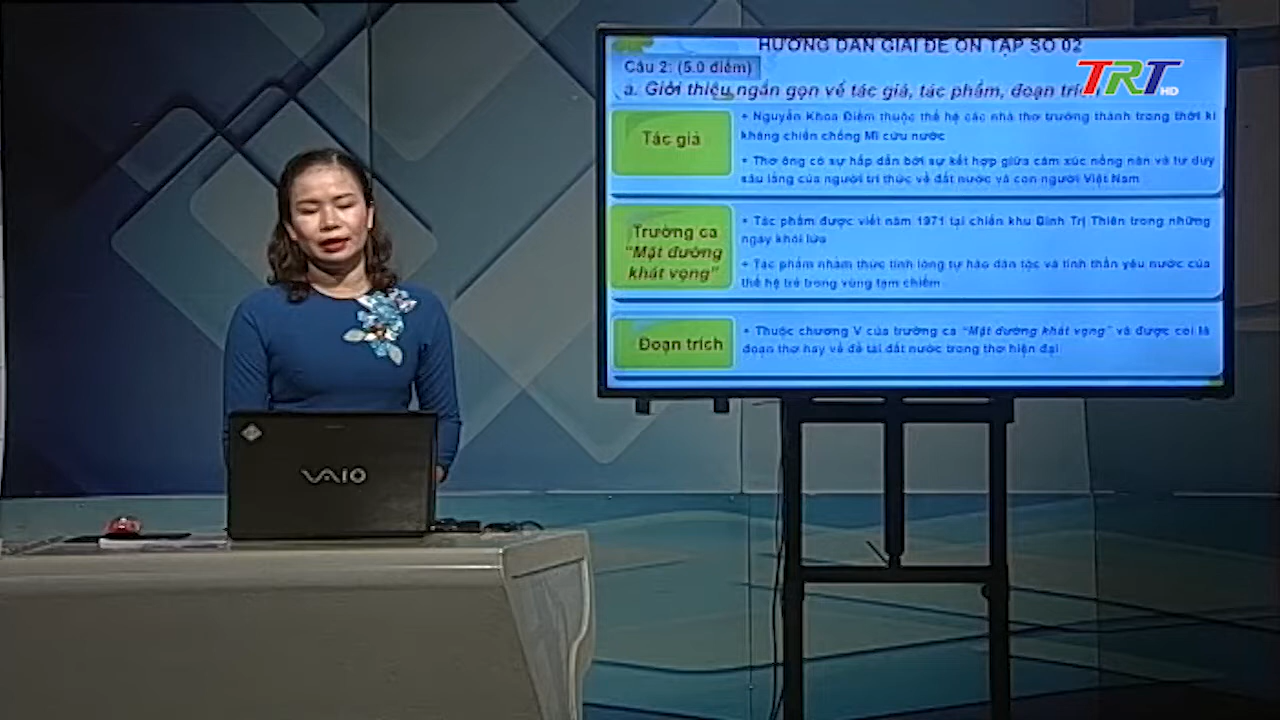 HƯỚNG DẪN GIẢI ĐỀ ÔN TẬP SỐ 02
TRT HD
Câu 2: (5.0 điểm)
a. Giới thiệu ngắn gọn về tác giả, tác phẩm, đoạn trích
Tác giả
+ Nguyễn Khoa Điềm thuộc thế hệ các nhà thơ trưởng thành trong thời kì
kháng chiến chống Mĩ cứu nước
+ Thơ ông có sự hấp dẫn bởi sự kết hợp giữa cảm xúc nồng nàn và tư duy
sâu lắng của người trí thức về đất nước và con người Việt Nam
Trường ca
"Mặt đường
khát vọng"
+ Tác phẩm được viết năm 1971 tại chiến khu Bình Trị Thiên trong những
ngày khói lửa
+ Tác phẩm nhằm thức tỉnh lòng tự hào dân tộc và tinh thần yêu nước của
thế hệ trẻ trong vùng tạm chiếm
Đoạn trích
+ Thuộc chương V của trường ca "Mặt đường khát vọng" và được coi là
đoạn thơ hay về đề tài đất nước trong thơ hiện đại
VAIO